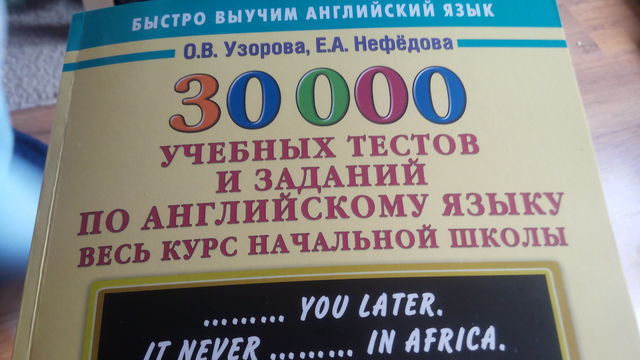 БЫСТРО ВЫУЧИМ АНГЛИЙСКИЙ ЯЗЫК
О.В. Узорова, Е.А. Нефёдова
30 000
УЧЕБНЫХ ТЕСТОВ
И ЗАДАНИЙ
ПО АНГЛИЙСКОМУ ЯЗЫКУ
ВЕСЬ КУРС НАЧАЛЬНОЙ ШКОЛЫ
......... YOU LATER.
IT NEVER ......... IN AFRICA.